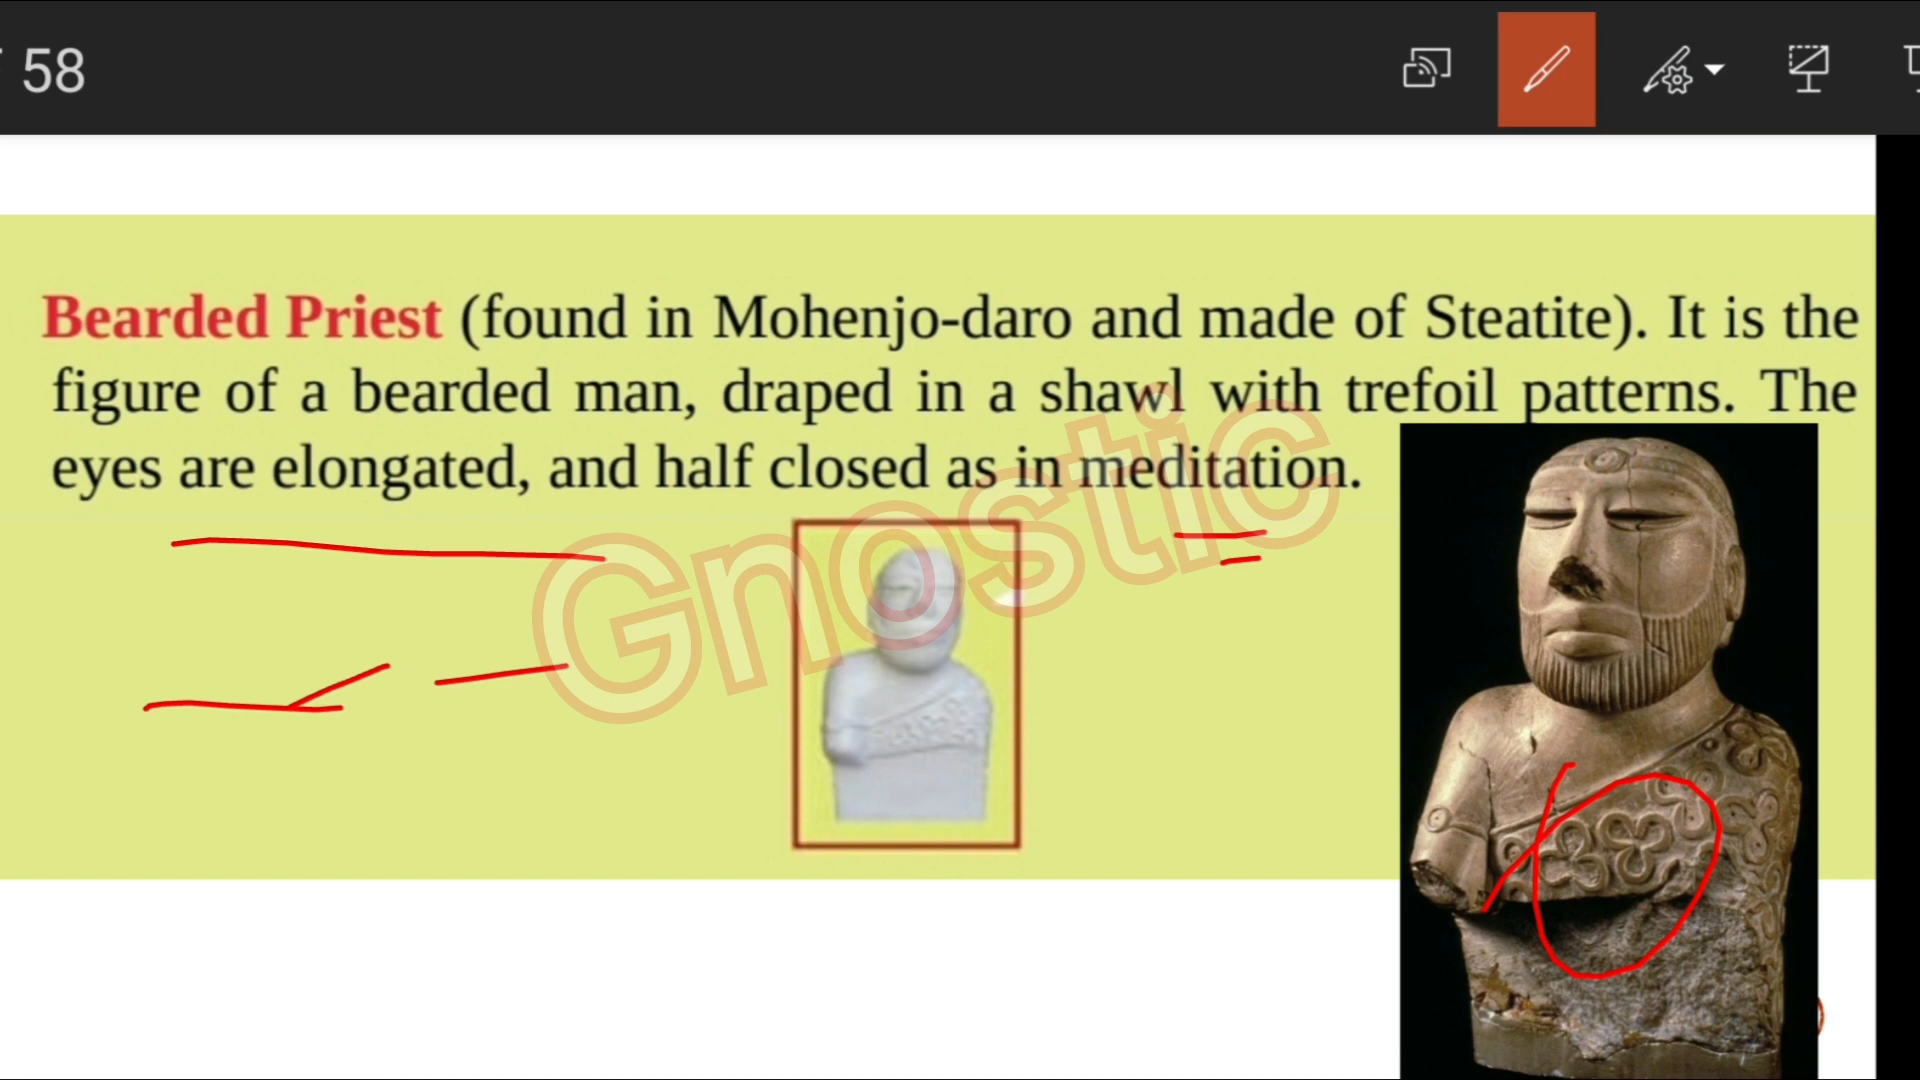 58
Bearded Priest (found in Mohenjo-daro and made of Steatite). It is the
figure of a bearded man, draped in a shawl with trefoil patterns. The
eyes are elongated, and half closed as in meditation.
Gnostic